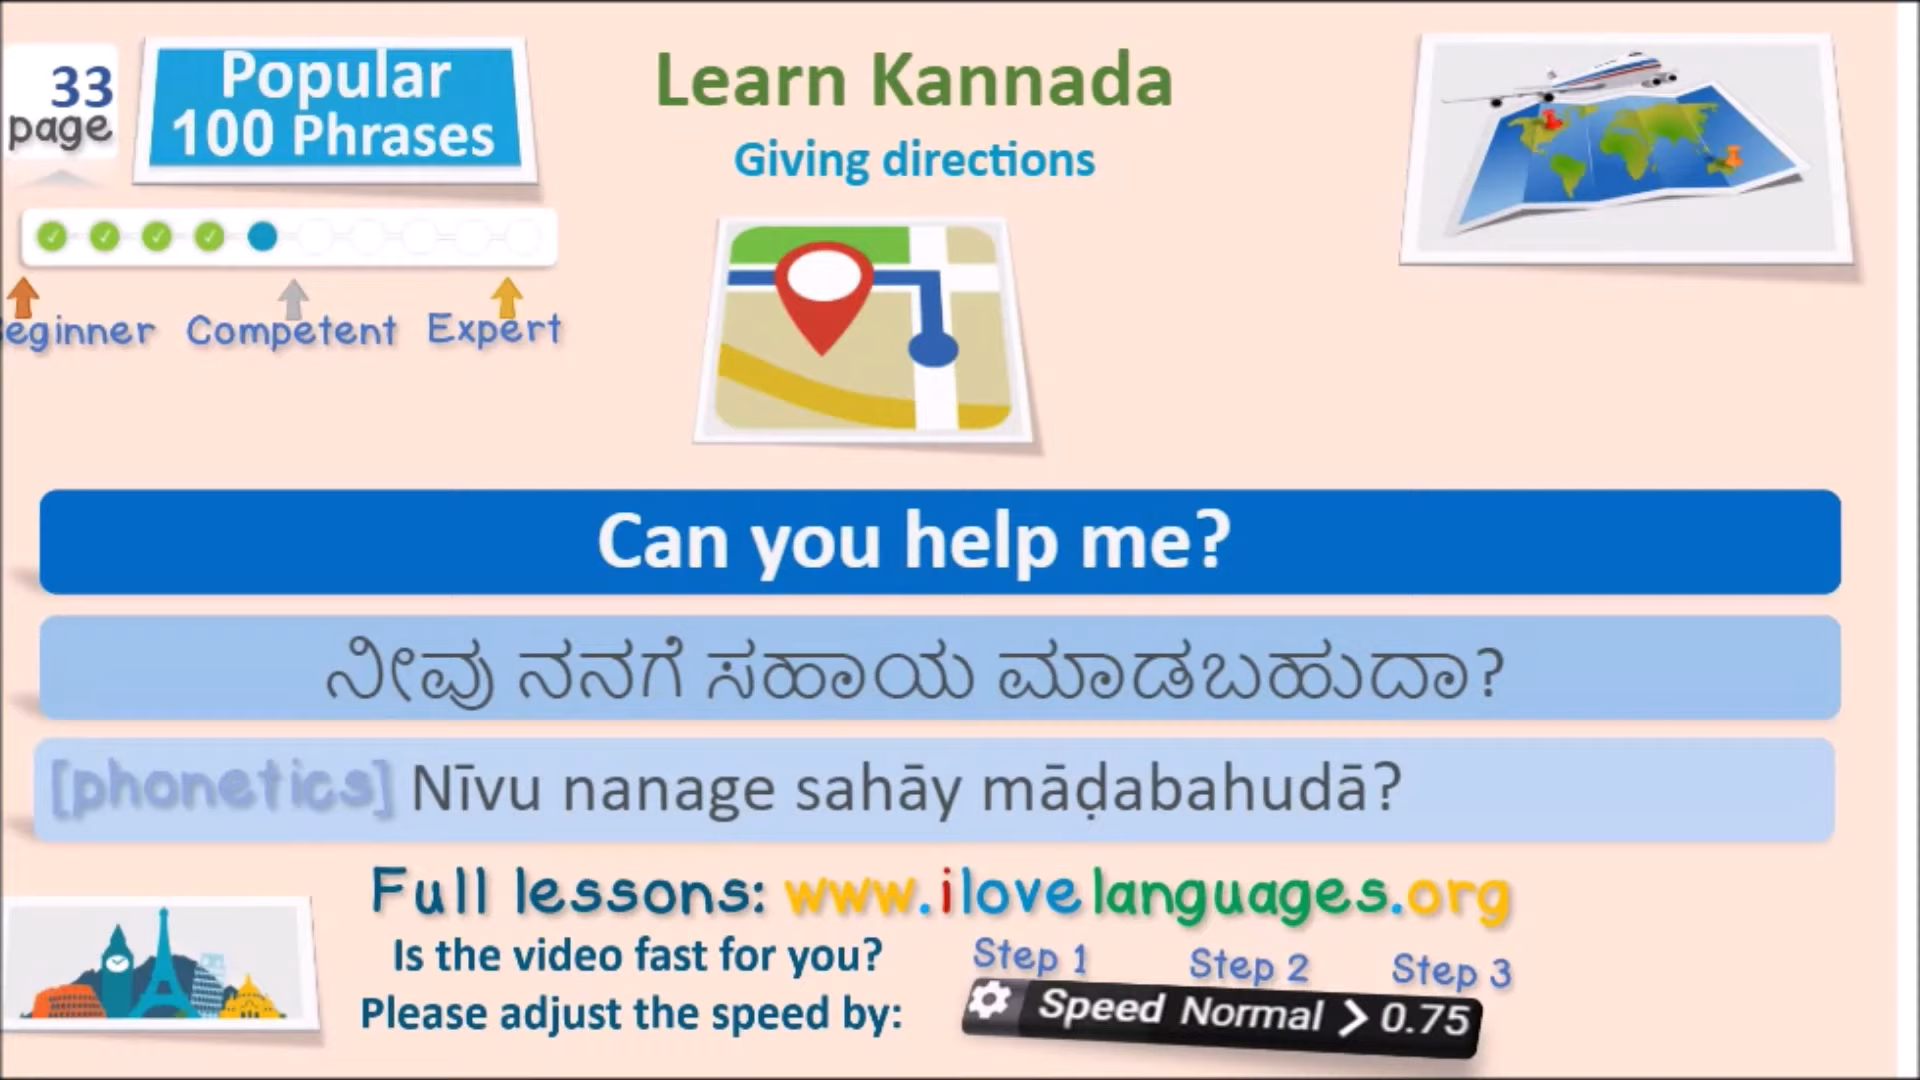 33
page
Popular
100 Phrases
Learn Kannada
Giving directions
eginner Competent Expert
Can you help me?
ನೀವು ನನಗೆ ಸಹಾಯ ಮಾಡಬಹುದಾ?
[phonetics] Nīvu nanage sahāy māḍabahudā?
Full lessons: www.ilovelanguages.org
Is the video fast for you?
Please adjust the speed by:
Step 1 Step 2 Step 3
Speed Normal > 0.75